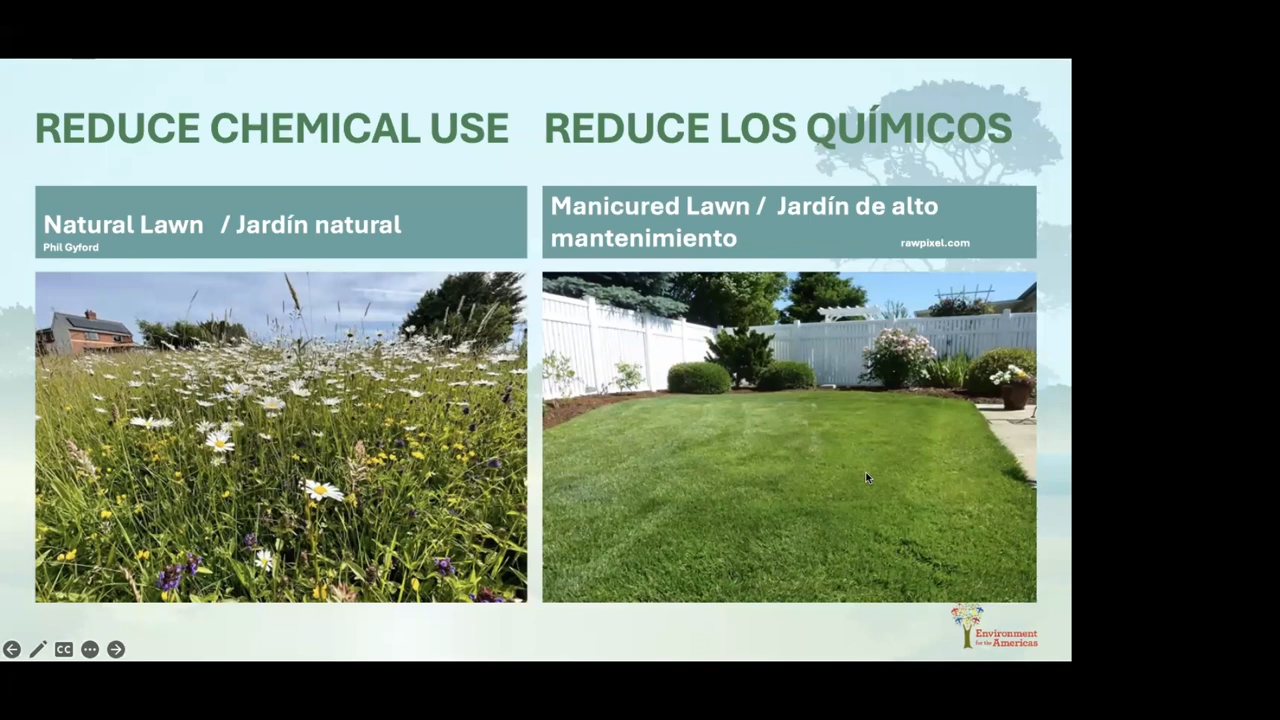 REDUCE CHEMICAL USE
REDUCE LOS QUÍMICOS
Natural Lawn / Jardín natural
Phil Gyford
Manicured Lawn / Jardín de alto
mantenimiento
rawpixel.com
CC
Environment
for the Americas